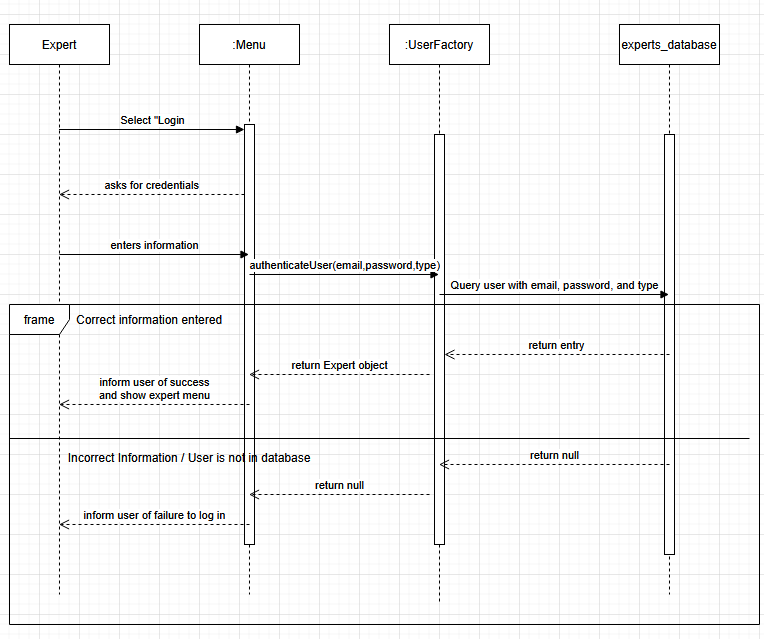 Expert
:Menu
:UserFactory
experts_database
Select "Login
asks for credentials
enters information
authenticateUser(email,password,type)
Query user with email, password, and type
frame
Correct information entered
return entry
return Expert object
inform user of success
and show expert menu
Incorrect Information / User is not in database
return null
return null
inform user of failure to log in